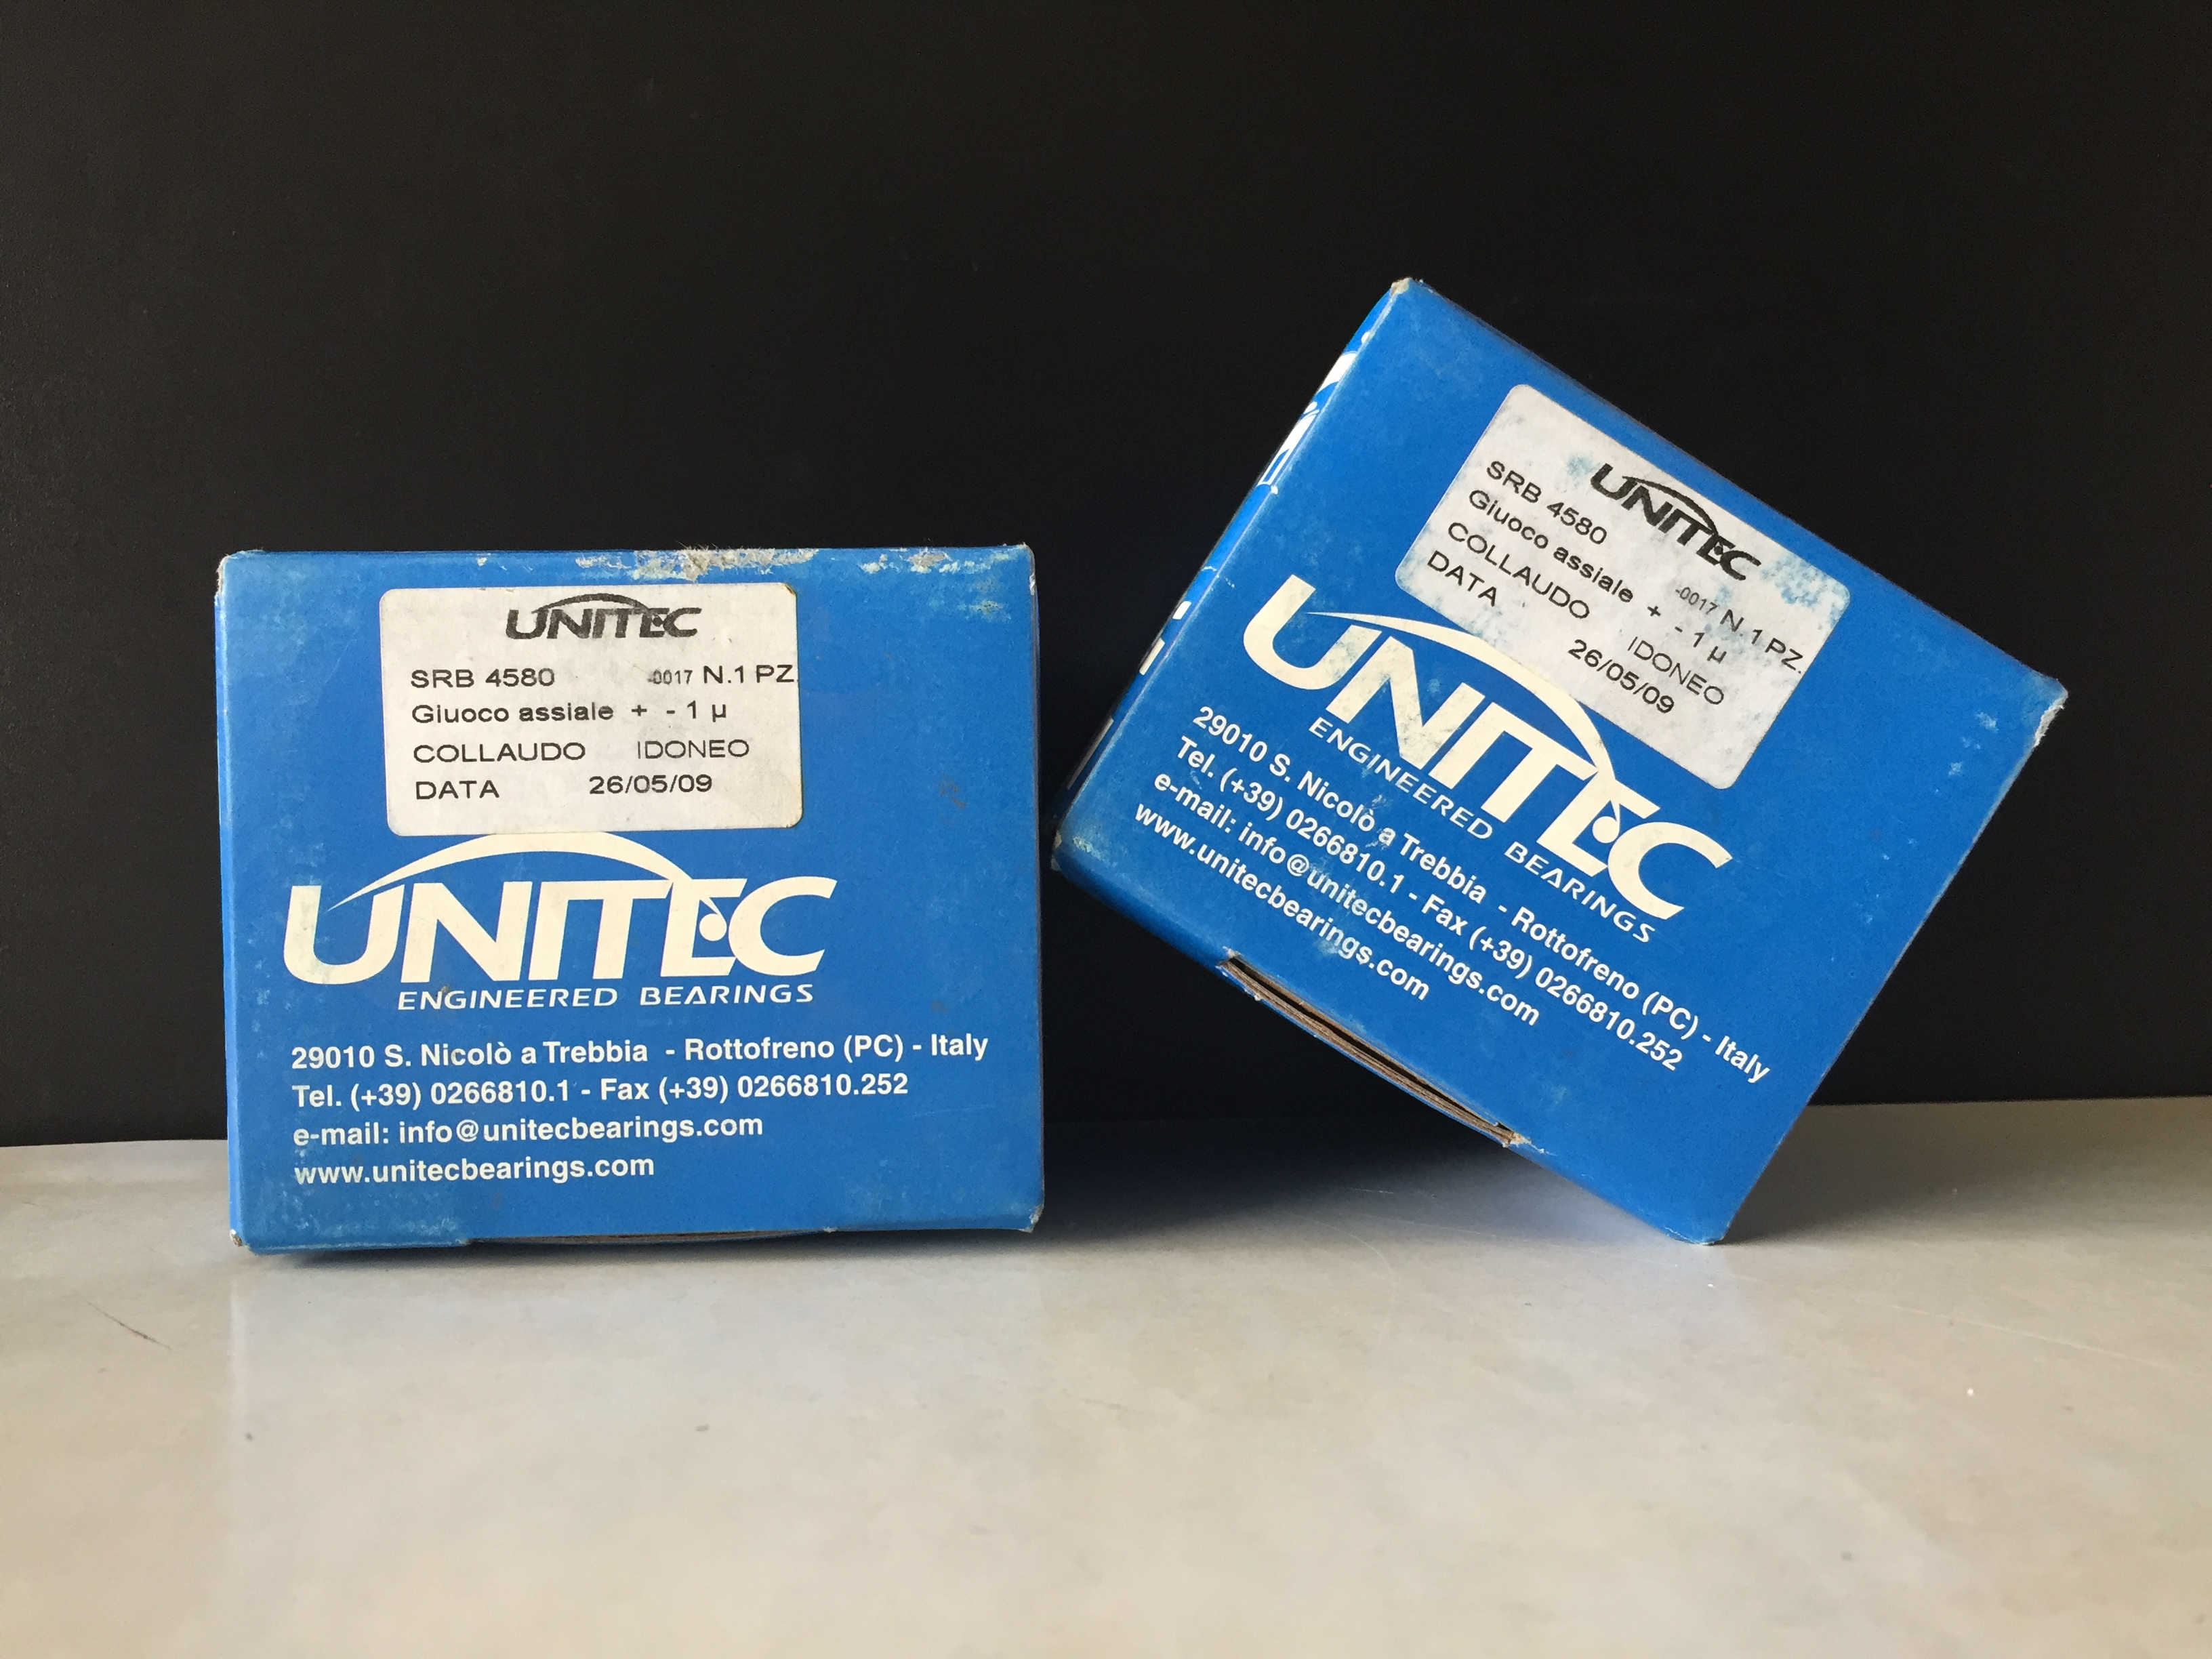 UNITEC
SRB 4580 -0017 N.1 PZ.
Giuoco assiale + - 1 µ
COLLAUDO IDONEO
DATA 26/05/09
UNITEC
ENGINEERED BEARINGS
29010 S. Nicolò a Trebbia - Rottofreno (PC) - Italy
Tel. (+39) 0266810.1 - Fax (+39) 0266810.252
e-mail: info@unitecbearings.com
www.unitecbearings.com
UNITEC
SRB 4580 -0017 N.1 PZ.
Giuoco assiale + - 1 µ
COLLAUDO IDONEO
DATA 26/05/09
UNITEC
ENGINEERED BEARINGS
29010 S. Nicolò a Trebbia - Rottofreno (PC) - Italy
Tel. (+39) 0266810.1 - Fax (+39) 0266810.252
e-mail: info@unitecbearings.com
www.unitecbearings.com